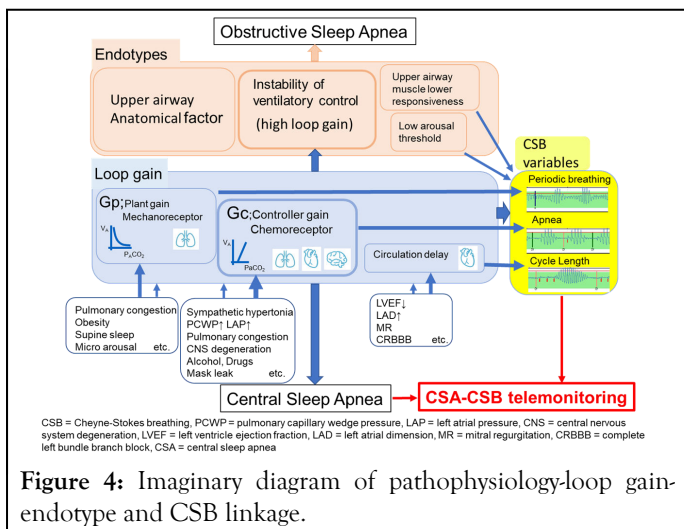 Obstructive Sleep Apnea
Endotypes
Upper airway
Anatomical factor
Instability of
ventilatory control
(high loop gain)
Upper airway
muscle lower
responsiveness
Low arousal
threshold
CSB
variables
Periodic breathing
Apnea
Cycle Length
Loop gain
Gp;Plant gain
Mechanoreceptor
VA
PACO2
Gc;Controller gain
Chemoreceptor
VA
PaCO2
Circulation delay
Pulmonary congestion
Obesity
Supine sleep
Micro arousal etc.
Sympathetic hypertonia
PCWP↑ LAP↑
Pulmonary congestion
CNS degeneration
Alcohol, Drugs
Mask leak etc.
LVEF↓
LAD↑
MR
CRBBB etc.
Central Sleep Apnea
CSA-CSB telemonitoring
CSB = Cheyne-Stokes breathing, PCWP = pulmonary capillary wedge pressure, LAP = left atrial pressure, CNS = central nervous
system degeneration, LVEF = left ventricle ejection fraction, LAD = left atrial dimension, MR = mitral regurgitation, CRBBB = complete
left bundle branch block, CSA = central sleep apnea
Figure 4: Imaginary diagram of pathophysiology-loop gain-
endotype and CSB linkage.